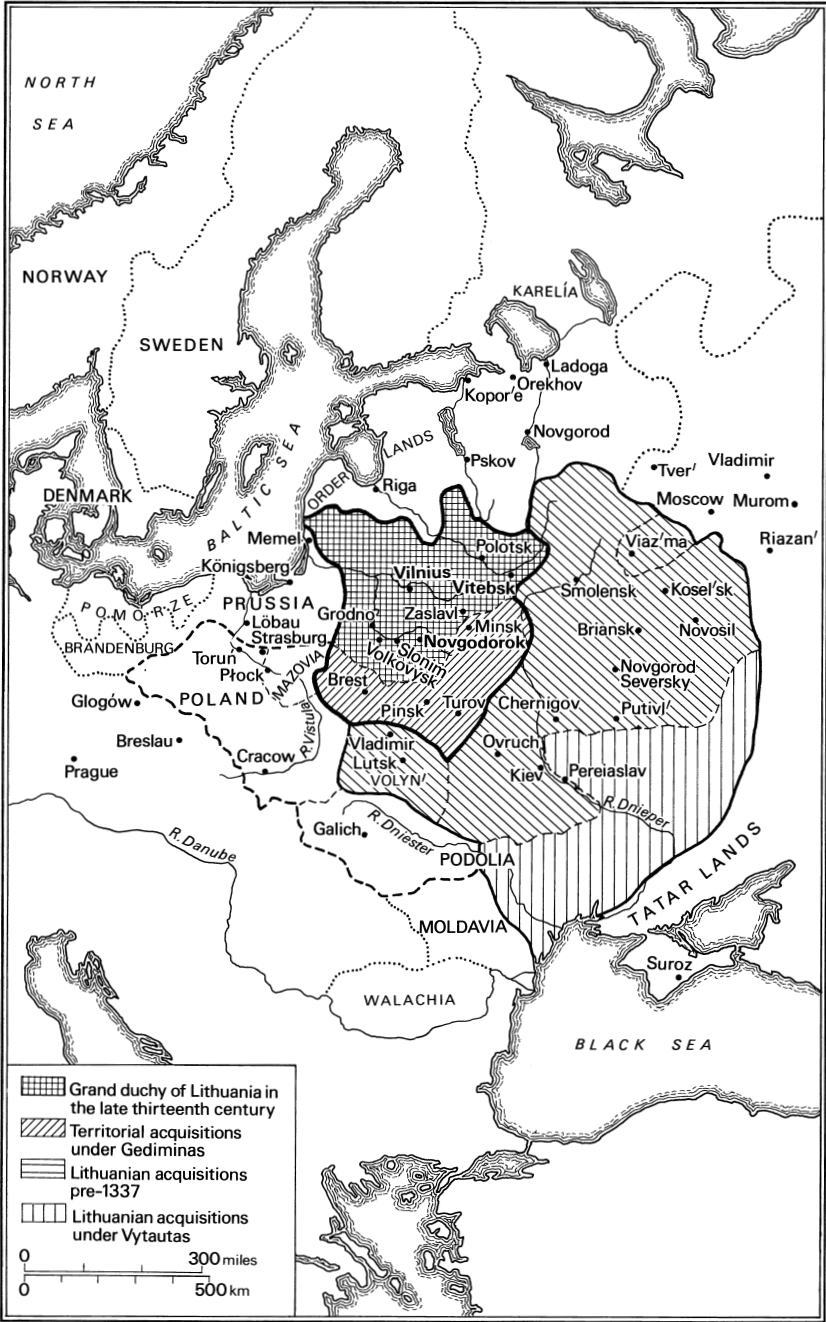 NORTH
SEA
NORWAY
SWEDEN
KARELÍA
Ladoga
Orekhov
Kopor'e
Novgorod
LANDS
ORDER
Pskov
Riga
BALTIC SEA
DENMARK
Tver'
Vladimir
Moscow
Murom
Riazan'
Viaz'ma
Memel
Polotsk
Königsberg
Vilnius
Vitebsk
Smolensk
Kosel'sk
POMORZE
PRUSSIA
Grodno
Zaslavl
Minsk
Löbau
Strasburg
Novgodorok
Briansk
Novosil
BRANDENBURG
Slonim
Volkovysk
Torun
Płock
MAZOVIA
Novgorod
Seversky
Brest
Glogów
POLAND
R.Vistula
Pinsk
Turov
Chernigov
Putivl'
Breslau
Vladimir
Lutsk
VOLYN'
Ovruch
Kiev
Pereiaslav
Prague
Cracow
R.Dnieper
R.Danube
Galich
R.Dniester
PODOLIA
TATAR LANDS
MOLDAVIA
Suroz
WALACHIA
BLACK SEA
Grand duchy of Lithuania in
the late thirteenth century
Territorial acquisitions
under Gediminas
Lithuanian acquisitions
pre-1337
Lithuanian acquisitions
under Vytautas
0 300 miles
0 500 km